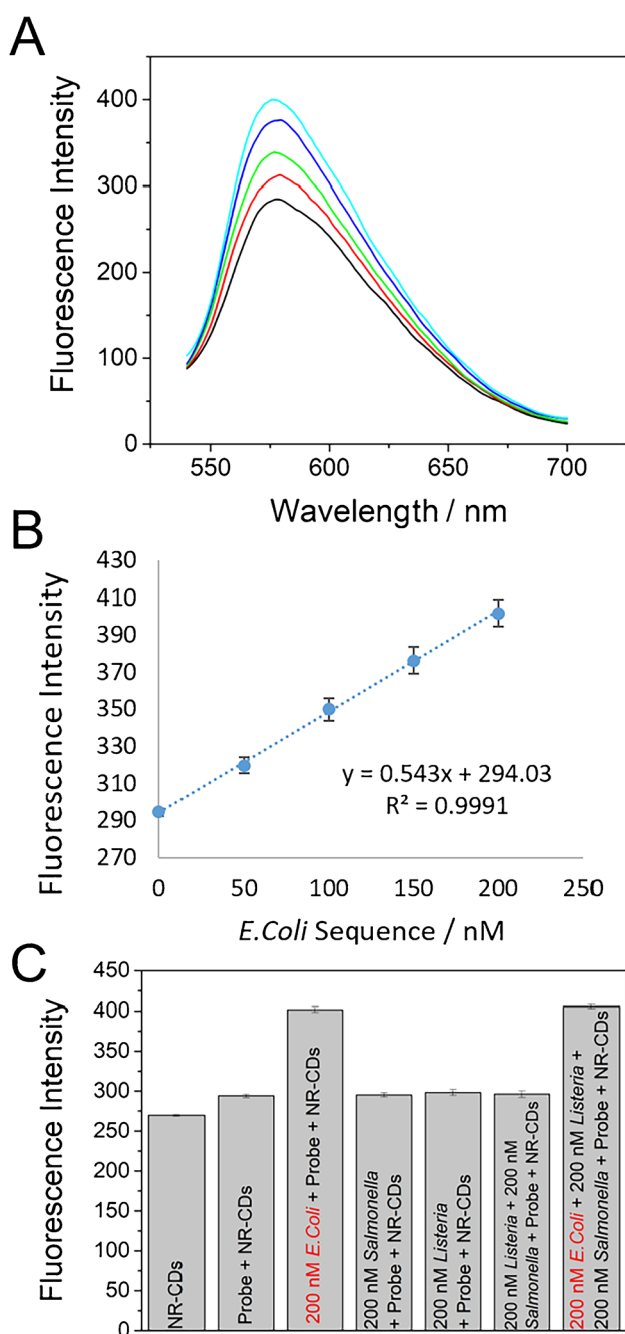 A
Fluorescence Intensity
400
300
200
100
0
550
600
650
700
Wavelength / nm
B
Fluorescence Intensity
430
410
390
370
350
330
310
290
270
y = 0.543x + 294.03
R² = 0.9991
0
50
100
150
200
250
E.Coli Sequence / nM
C
Fluorescence Intensity
450
400
350
300
250
200
150
100
50
0
NR-CDs
Probe + NR-CDs
200 nM E.Coli + Probe + NR-CDs
200 nM Salmonella
+ Probe + NR-CDs
200 nM Listeria
+ Probe + NR-CDs
200 nM Listeria + 200 nM
Salmonella + Probe + NR-CDs
200 nM E.Coli + 200 nM Listeria +
200 nM Salmonella + Probe + NR-CDs